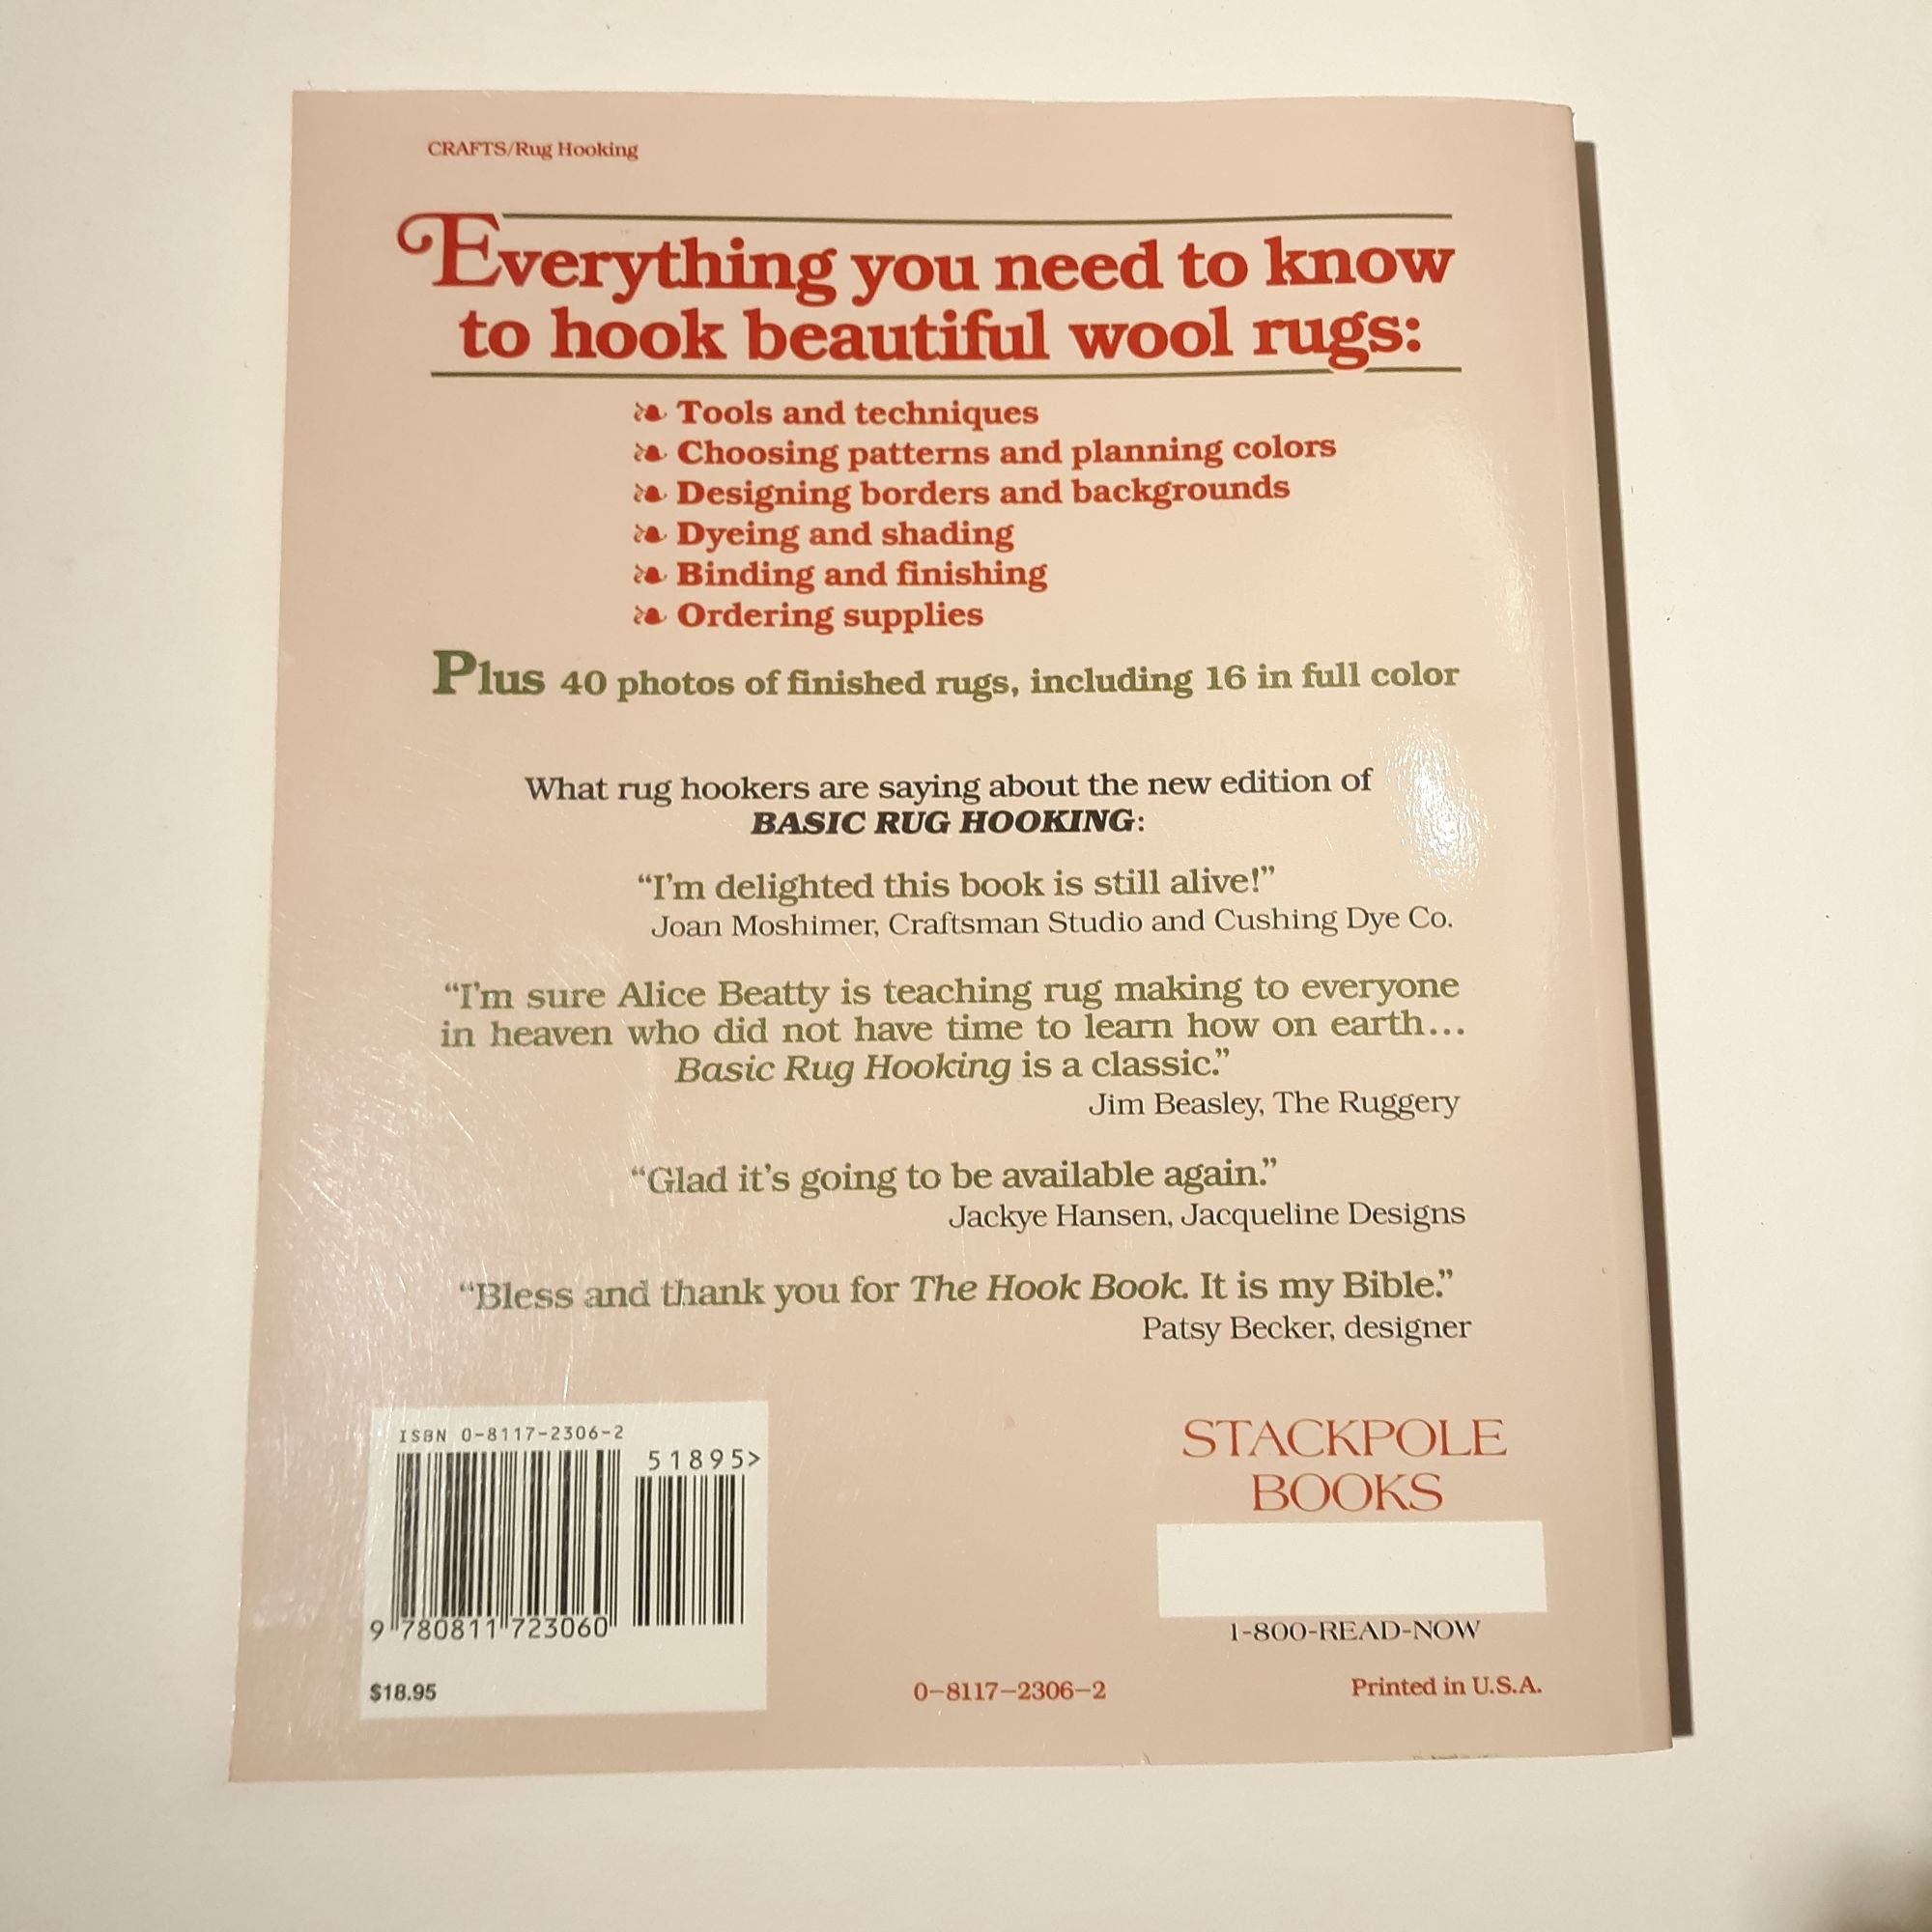 CRAFTS/Rug Hooking
Everything you need to know
to hook beautiful wool rugs:
Tools and techniques
Choosing patterns and planning colors
Designing borders and backgrounds
Dyeing and shading
Binding and finishing
Ordering supplies
Plus 40 photos of finished rugs, including 16 in full color
What rug hookers are saying about the new edition of
BASIC RUG HOOKING:
“I’m delighted this book is still alive!”
Joan Moshimer, Craftsman Studio and Cushing Dye Co.
“I’m sure Alice Beatty is teaching rug making to everyone
in heaven who did not have time to learn how on earth...
Basic Rug Hooking is a classic.”
Jim Beasley, The Ruggery
“Glad it’s going to be available again.”
Jackye Hansen, Jacqueline Designs
“Bless and thank you for The Hook Book. It is my Bible.”
Patsy Becker, designer
ISBN 0-8117-2306-2
51895>
9 780811 723060
$18.95
0-8117-2306-2
STACKPOLE
BOOKS
1-800-READ-NOW
Printed in U.S.A.